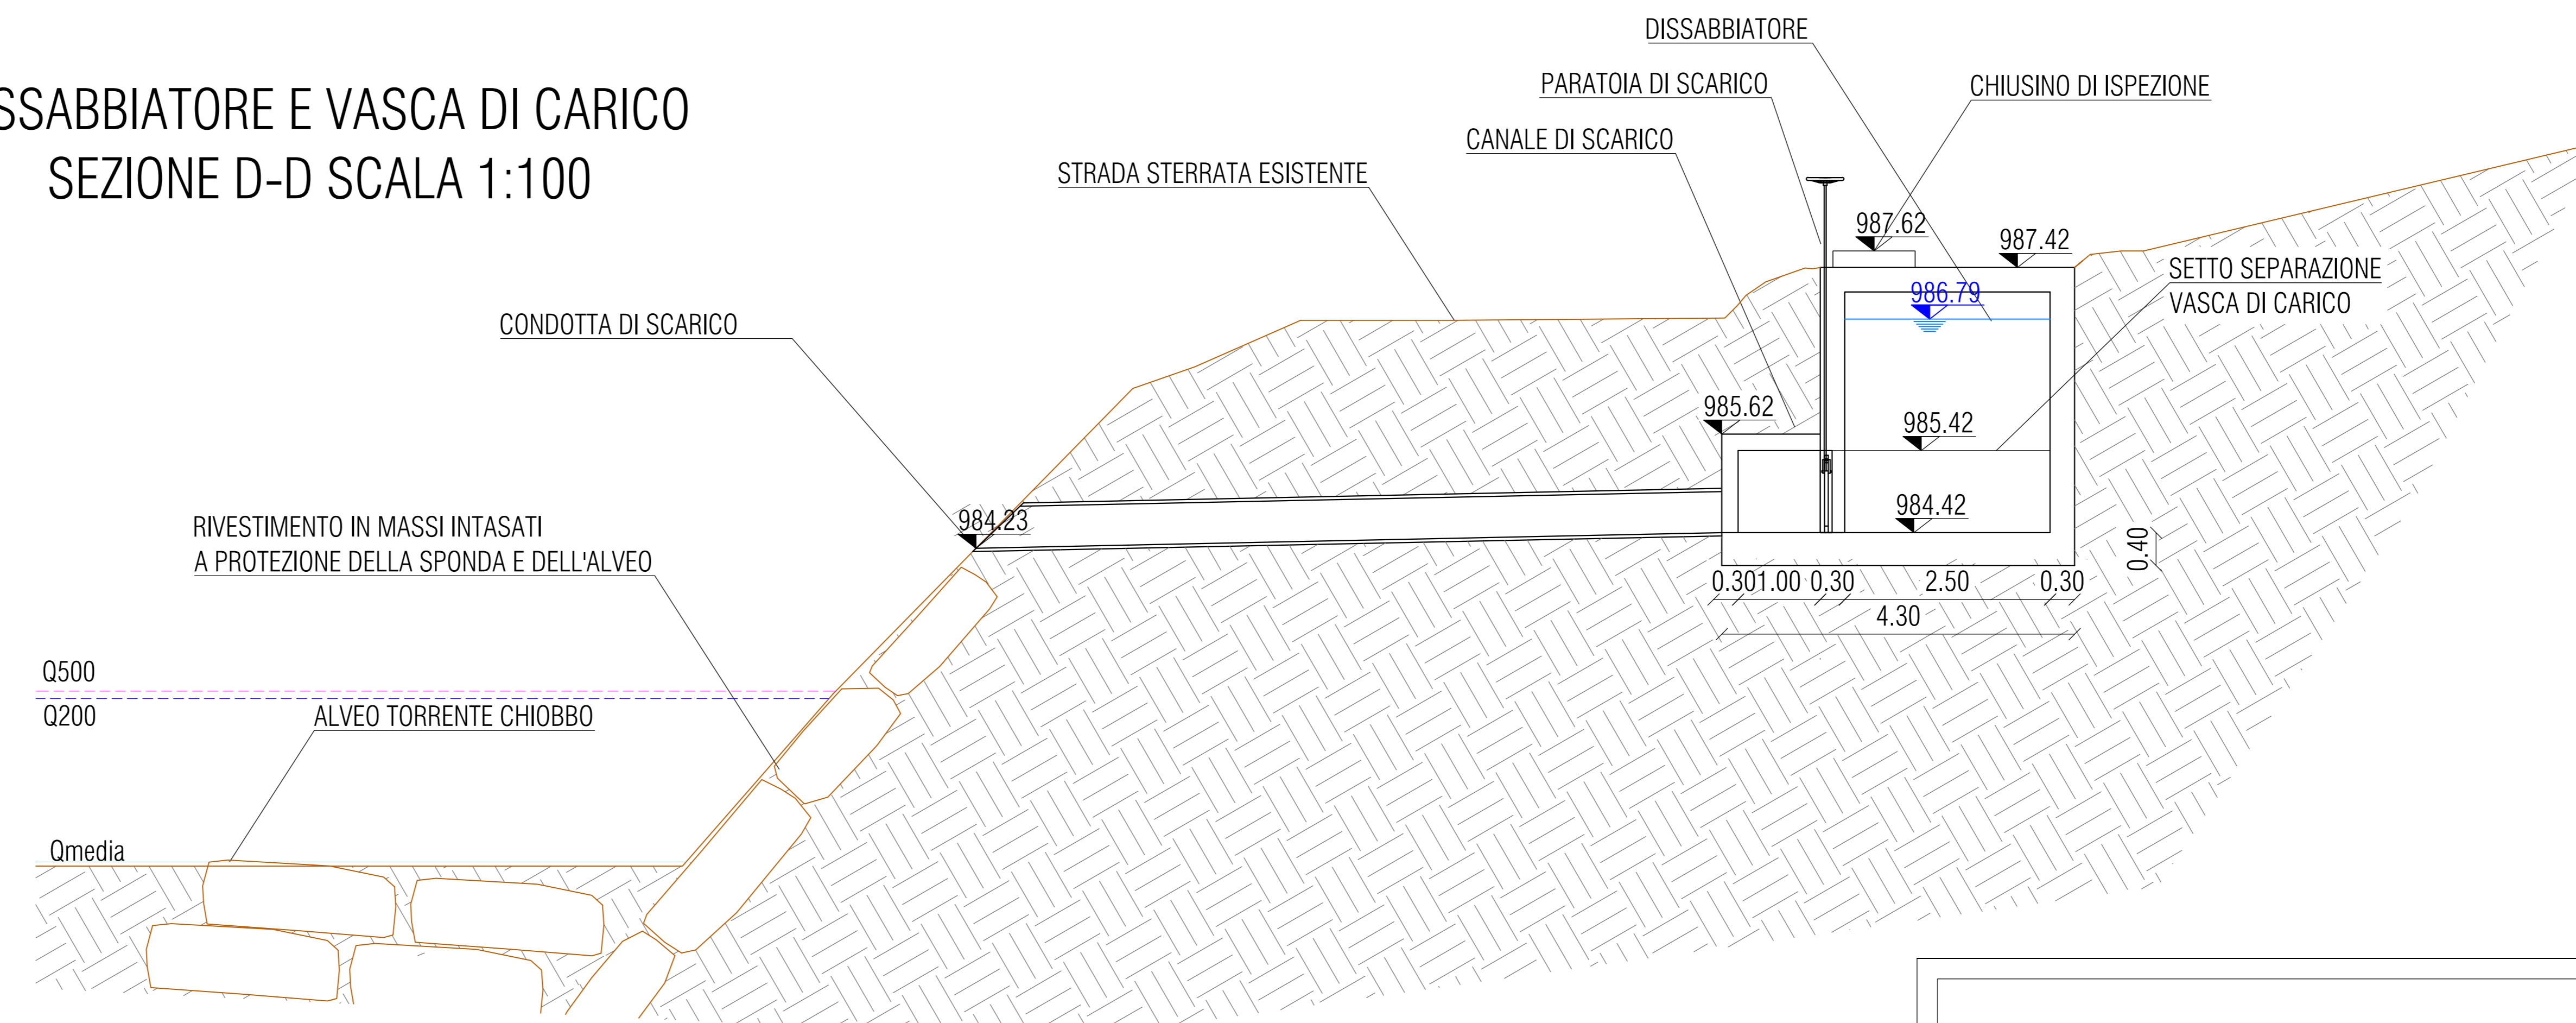 SSABBIATORE E VASCA DI CARICO
SEZIONE D-D SCALA 1:100
DISSABBIATORE
PARATOIA DI SCARICO
CHIUSINO DI ISPEZIONE
CANALE DI SCARICO
STRADA STERRATA ESISTENTE
987.62
987.42
SETTO SEPARAZIONE
VASCA DI CARICO
986.79
CONDOTTA DI SCARICO
985.62
985.42
984.42
984.23
RIVESTIMENTO IN MASSI INTASATI
A PROTEZIONE DELLA SPONDA E DELL'ALVEO
0.40
0.30 1.00 0.30 2.50 0.30
4.30
Q500
Q200
ALVEO TORRENTE CHIOBBO
Qmedia